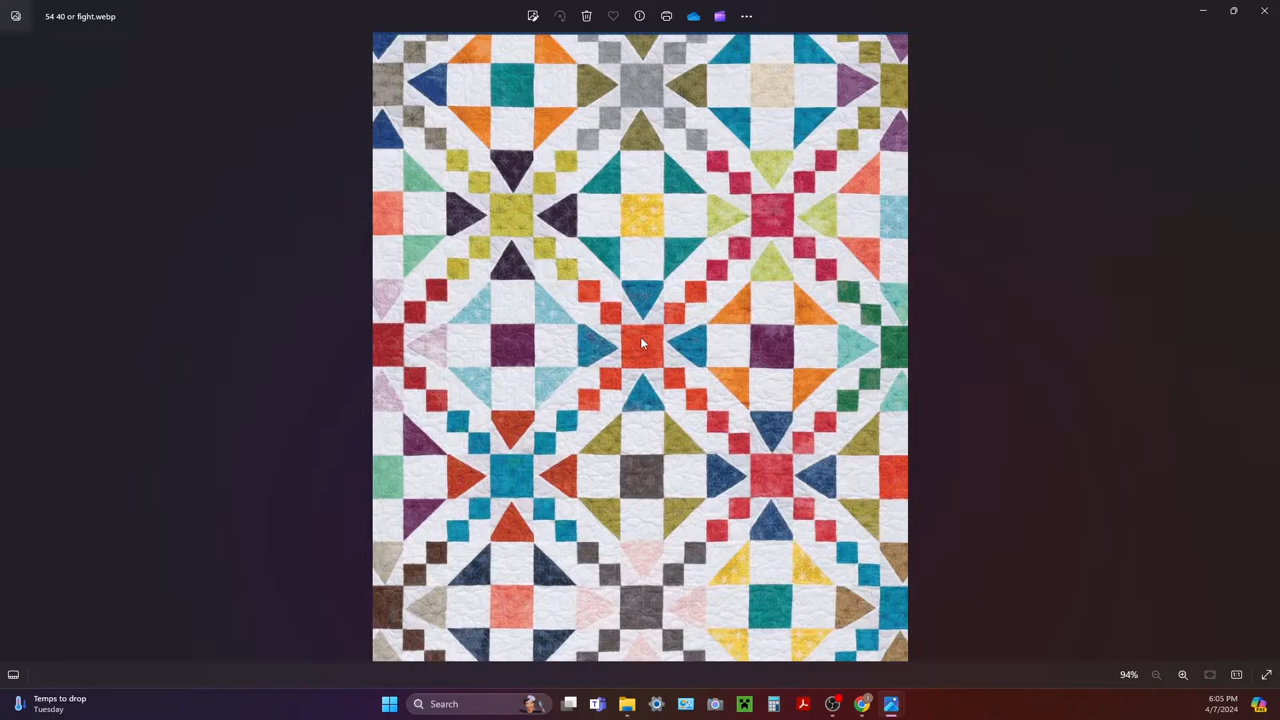 54 40 or fight.webp
94%
Temps to drop
Tuesday
Search
6:05 PM
4/7/2024